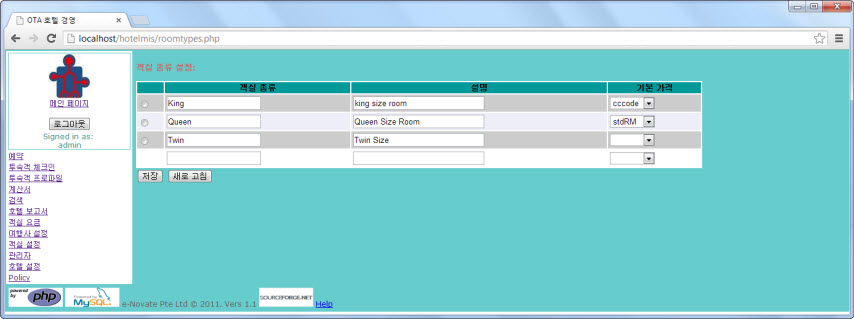 OTA 호텔 경영
localhost/hotelmis/roomtypes.php
메인 페이지
로그아웃
Signed in as:
admin
예약
투숙객 체크인
투숙객 프로파일
계산서
검색
호텔 보고서
객실 요금
여행사 설정
객실 설정
관리자
호텔 설정
Policy
객실 종류 설정:
객실 종류 설명 기본 가격
King king size room cccode
Queen Queen Size Room stdRM
Twin Twin Size
저장 새로 고침
powered by php Powered by MySQL e-Novate Pte Ltd © 2011. Vers 1.1 SOURCEFORGE.NET Help